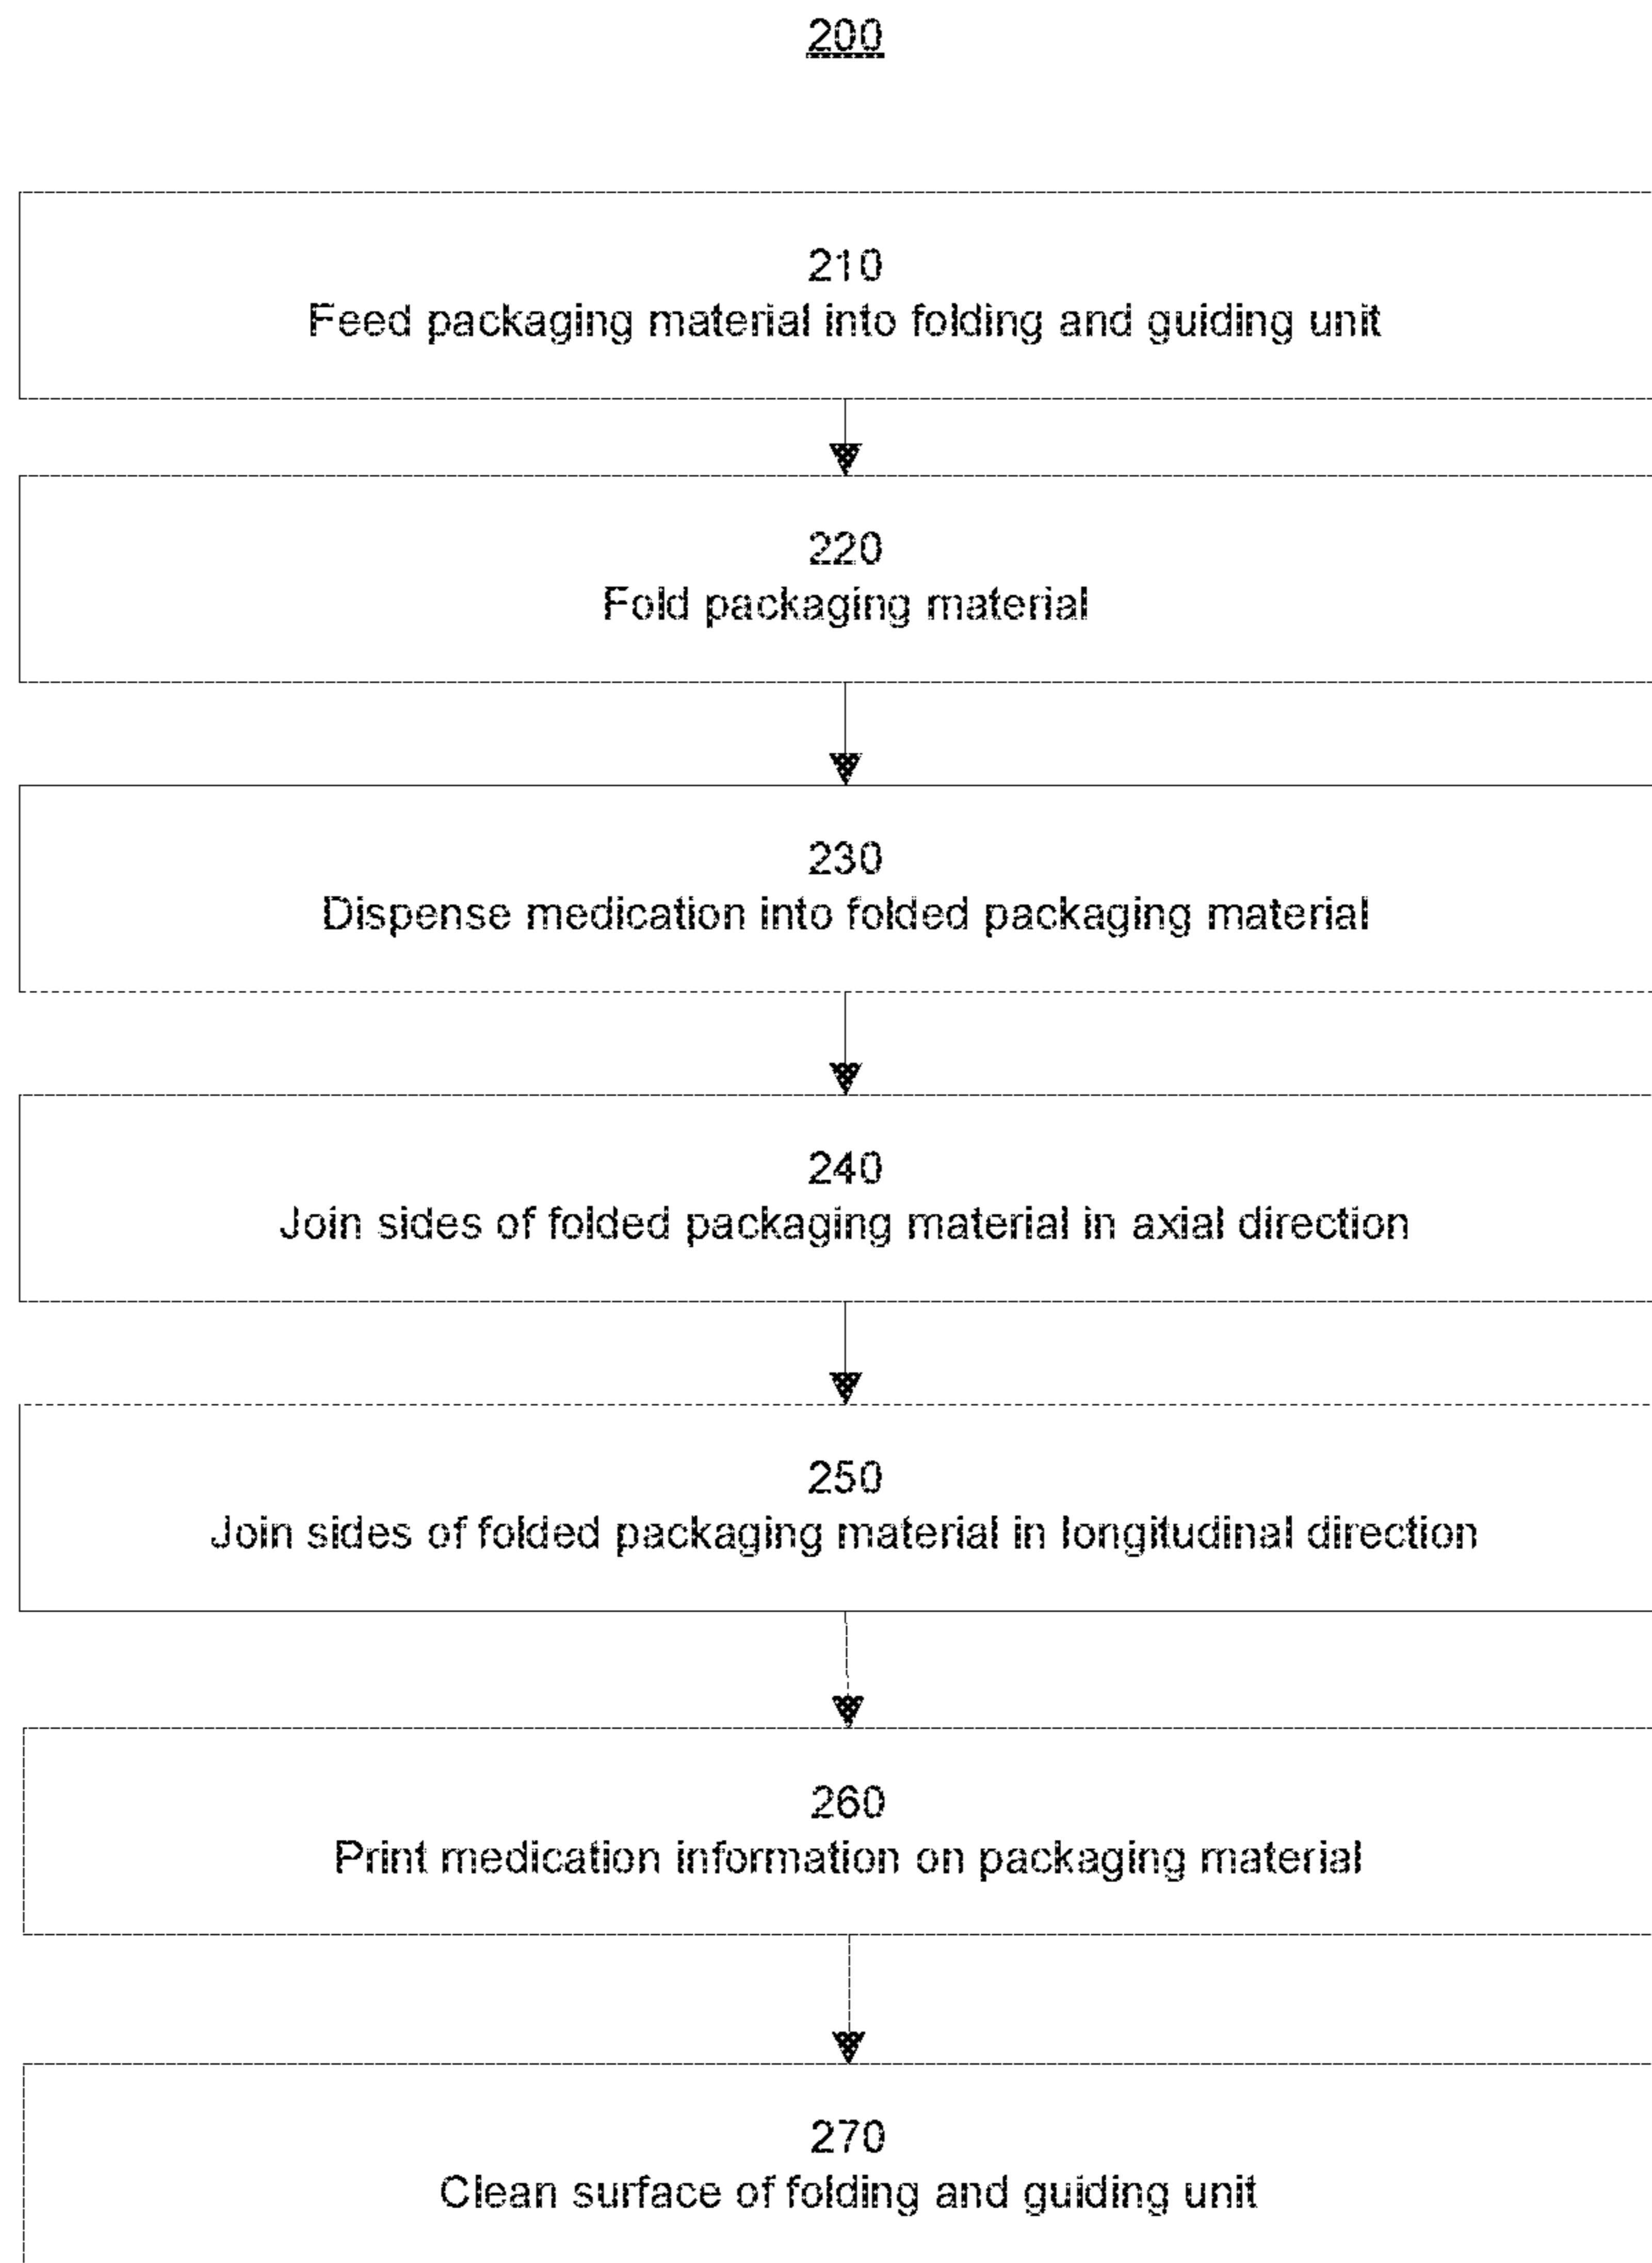 200
210
Feed packaging material into folding and guiding unit
220
Fold packaging material
230
Dispense medication into folded packaging material
240
Join sides of folded packaging material in axial direction
250
Join sides of folded packaging material in longitudinal direction
260
Print medication information on packaging material
270
Clean surface of folding and guiding unit